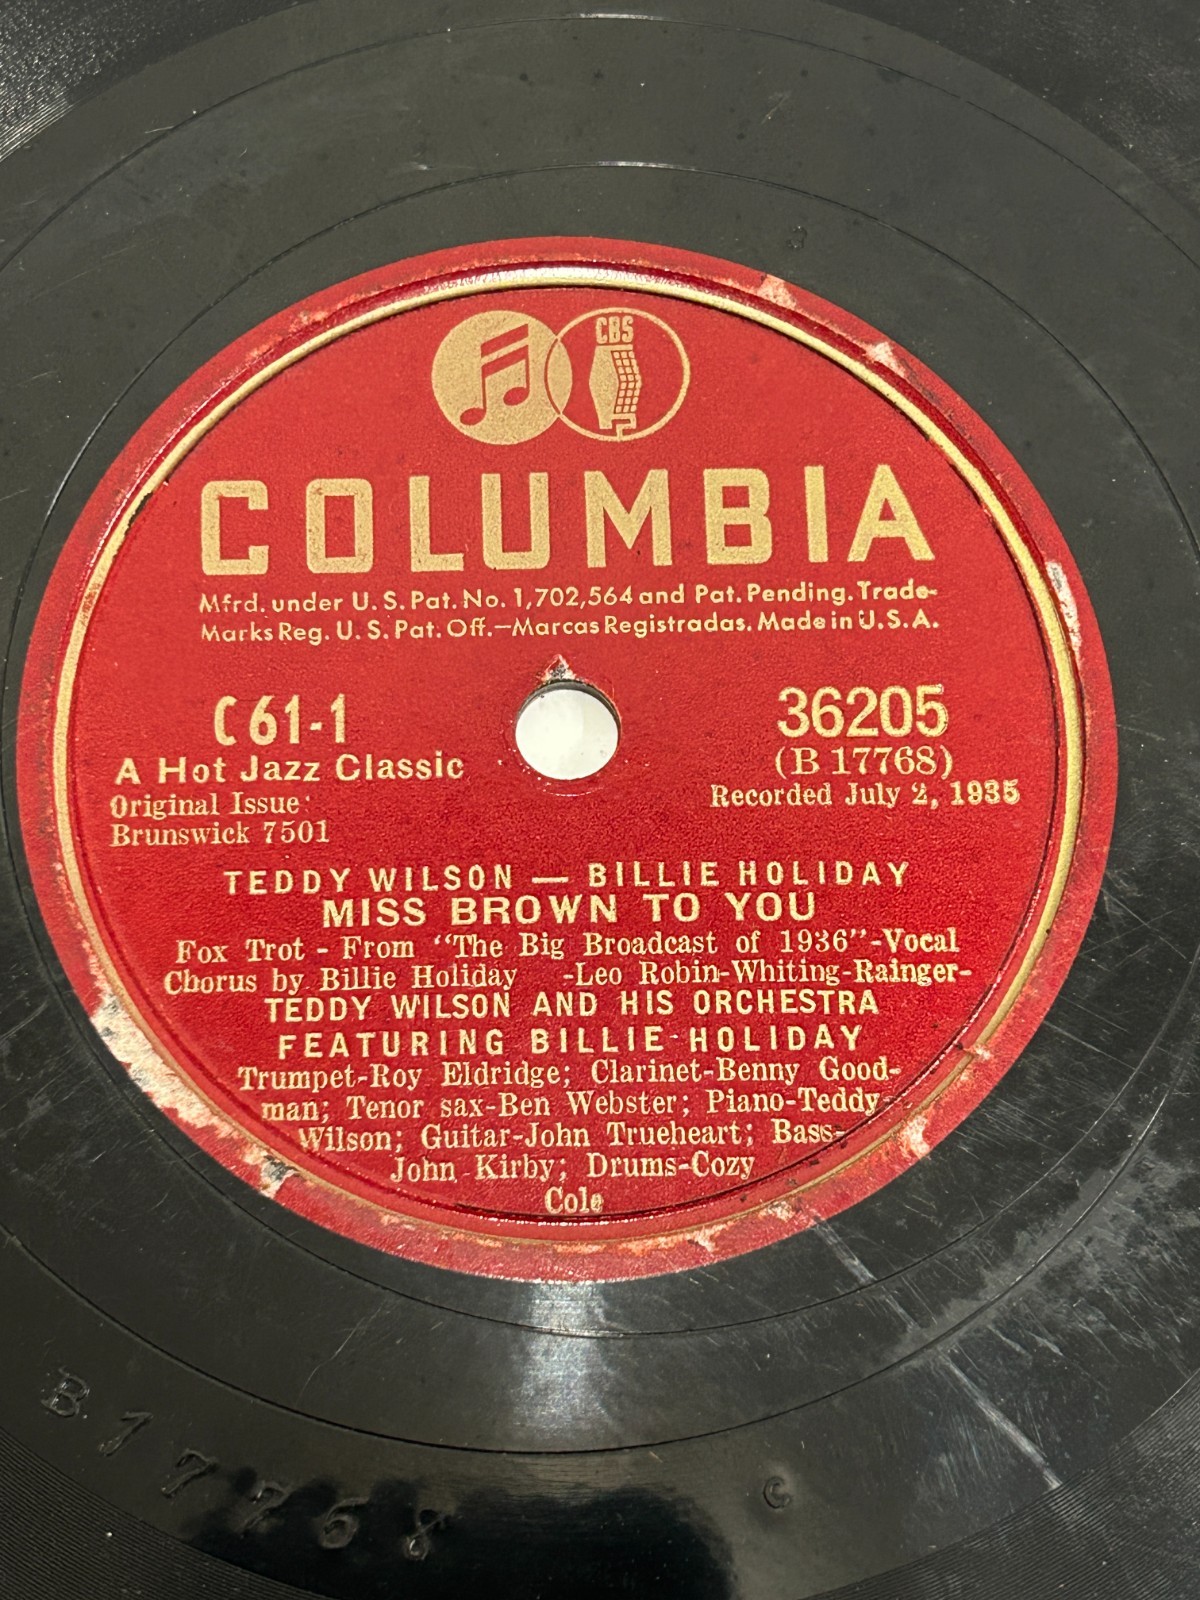 CBS
COLUMBIA
Mfrd. under U.S. Pat. No. 1,702,564 and Pat. Pending. Trade-
Marks Reg. U.S. Pat. Off.—Marcas Registradas. Made in U.S.A.
C 61-1
A Hot Jazz Classic
Original Issue:
Brunswick 7501
36205
(B 17768)
Recorded July 2, 1935
TEDDY WILSON — BILLIE HOLIDAY
MISS BROWN TO YOU
Fox Trot - From "The Big Broadcast of 1936"-Vocal
Chorus by Billie Holiday -Leo Robin-Whiting-Rainger-
TEDDY WILSON AND HIS ORCHESTRA
FEATURING BILLIE HOLIDAY
Trumpet-Roy Eldridge; Clarinet-Benny Good-
man; Tenor sax-Ben Webster; Piano-Teddy
Wilson; Guitar-John Trueheart; Bass-
John Kirby; Drums-Cozy
Cole
B 17768
C
3